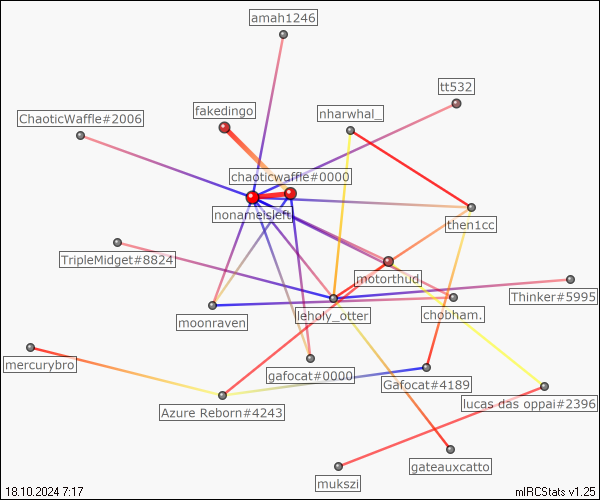 amah1246
tt532
fakedingo
nharwhal_
ChaoticWaffle#2006
chaoticwaffle#0000
nonameisleft
then1cc
TripleMidget#8824
motorthud
Thinker#5995
leholy_otter
chobham.
moonraven
mercurybro
gafocat#0000
Gafocat#4189
Azure Reborn#4243
lucas das oppai#2396
gateauxcatto
mukszi
18.10.2024 7:17
mIRCStats v1.25